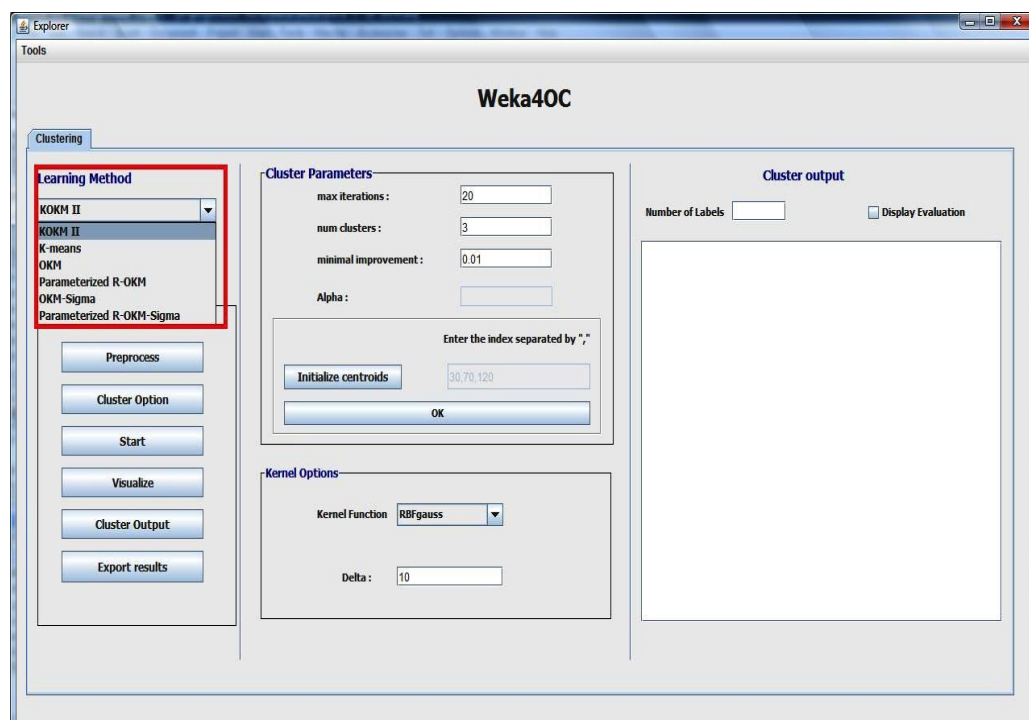 Explorer
Tools
Weka4OC
Clustering
Learning Method
KOKM II
KOKM II
K-means
OKM
Parameterized R-OKM
OKM-Sigma
Parameterized R-OKM-Sigma
Preprocess
Cluster Option
Start
Visualize
Cluster Output
Export results
Cluster Parameters
max iterations : 20
num clusters : 3
minimal improvement : 0.01
Alpha :
Enter the index separated by ","
Initialize centroids 30,70,120
OK
Kernel Options
Kernel Function RBFgauss
Delta : 10
Cluster output
Number of Labels Display Evaluation